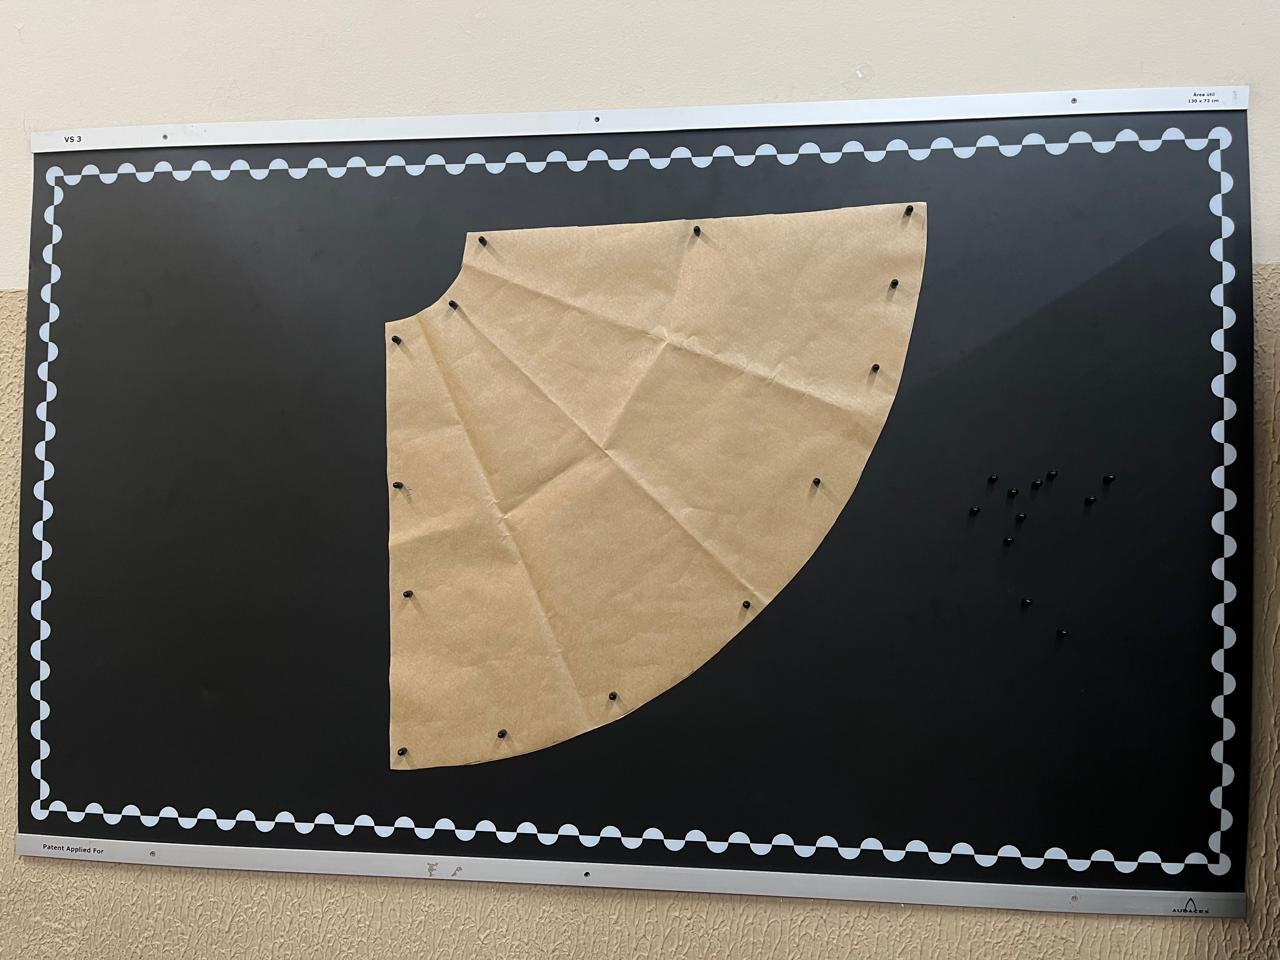 VS 3
Área útil
130 x 72 cm
Patent Applied For
AUDACES